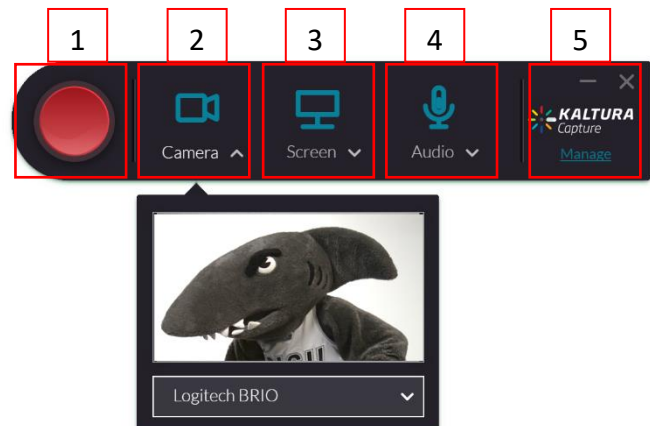 1 2 3 4 5
KALTURA
Capture
Camera Screen Audio Manage
Logitech BRIO